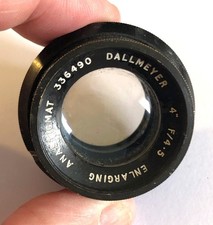 DALLMEYER 4" F/4·5 ENLARGING ANASTIGMAT 336490